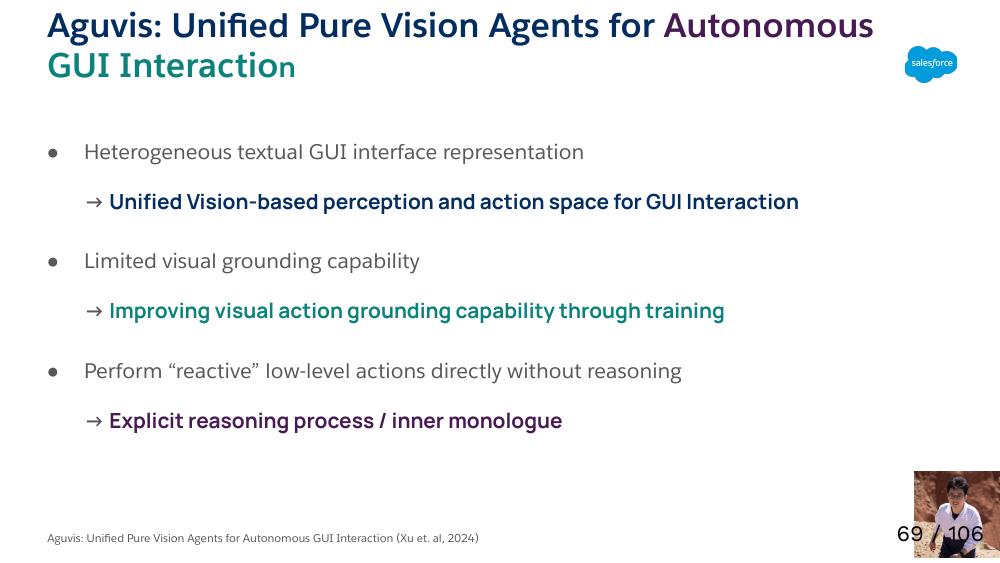 Aguvis: Unified Pure Vision Agents for Autonomous
GUI Interaction
salesforce
● Heterogeneous textual GUI interface representation
→ Unified Vision-based perception and action space for GUI Interaction
● Limited visual grounding capability
→ Improving visual action grounding capability through training
● Perform “reactive” low-level actions directly without reasoning
→ Explicit reasoning process / inner monologue
Aguvis: Unified Pure Vision Agents for Autonomous GUI Interaction (Xu et. al, 2024)
69 / 106